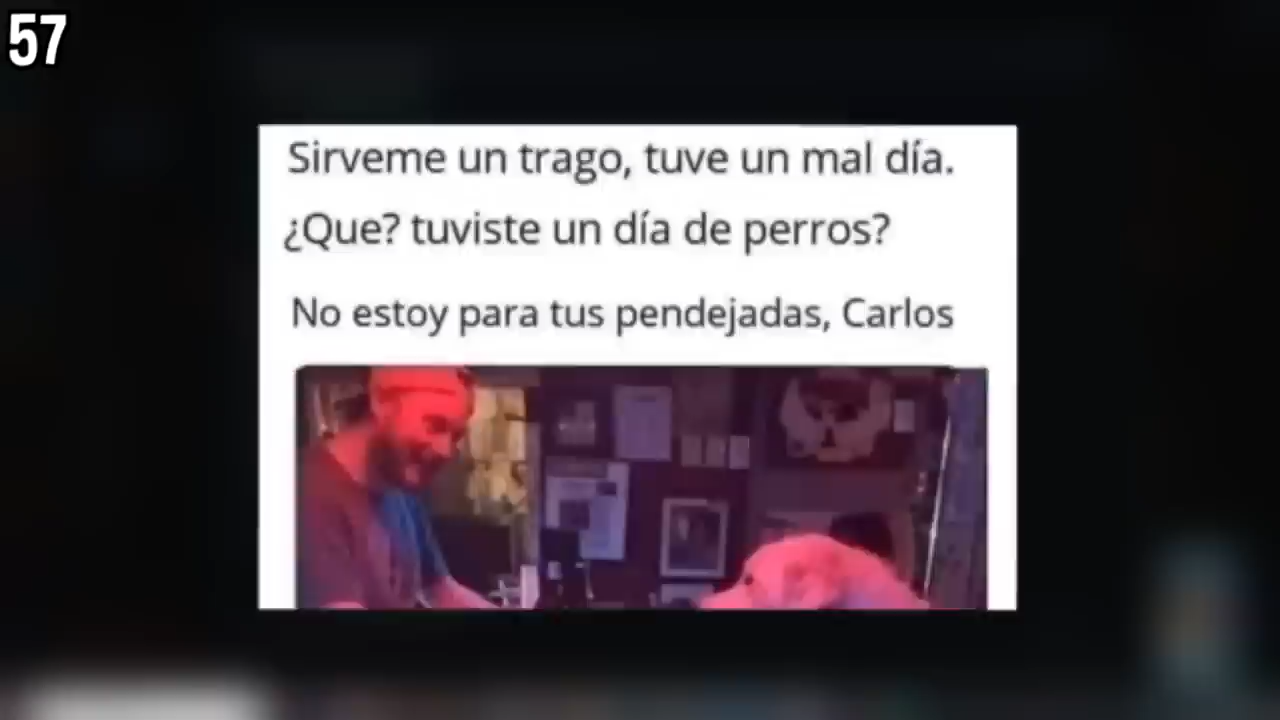 57
Sirveme un trago, tuve un mal día.
¿Que? tuviste un día de perros?
No estoy para tus pendejadas, Carlos